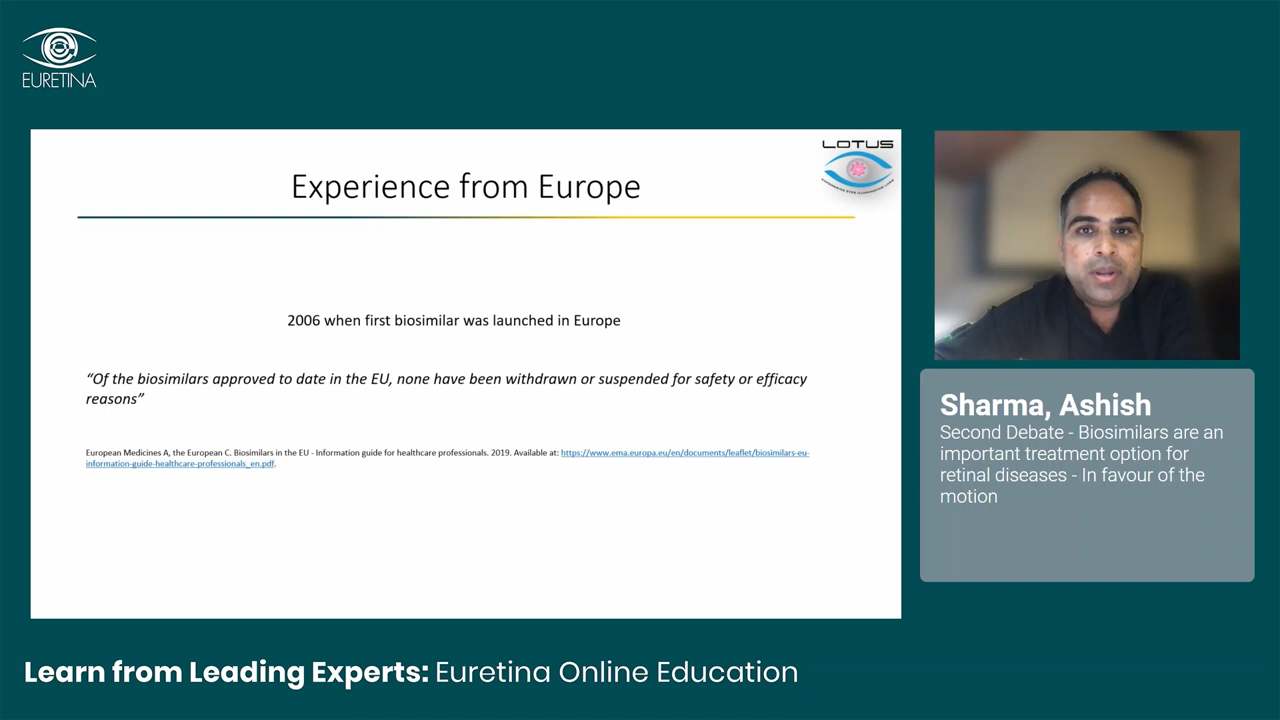 EURETINA
LOTUS
Experience from Europe
2006 when first biosimilar was launched in Europe
“Of the biosimilars approved to date in the EU, none have been withdrawn or suspended for safety or efficacy
reasons”
European Medicines A, the European C. Biosimilars in the EU - Information guide for healthcare professionals. 2019. Available at: https://www.ema.europa.eu/en/documents/leaflet/biosimilars-eu-
information-guide-healthcare-professionals_en.pdf.
Sharma, Ashish
Second Debate - Biosimilars are an
important treatment option for
retinal diseases - In favour of the
motion
Learn from Leading Experts: Euretina Online Education